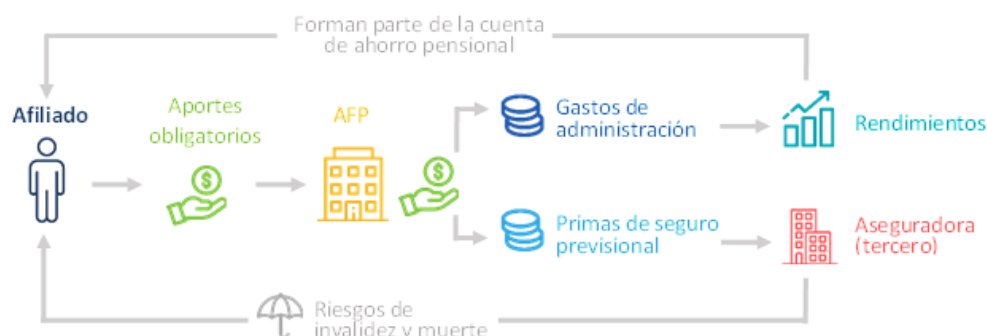 Forman parte de la cuenta
de ahorro pensional
Afiliado
Aportes
obligatorios
AFP
$
$
Gastos de
administración
Rendimientos
Primas de seguro
previsional
Aseguradora
(tercero)
Riesgos de
invalidez y muerte